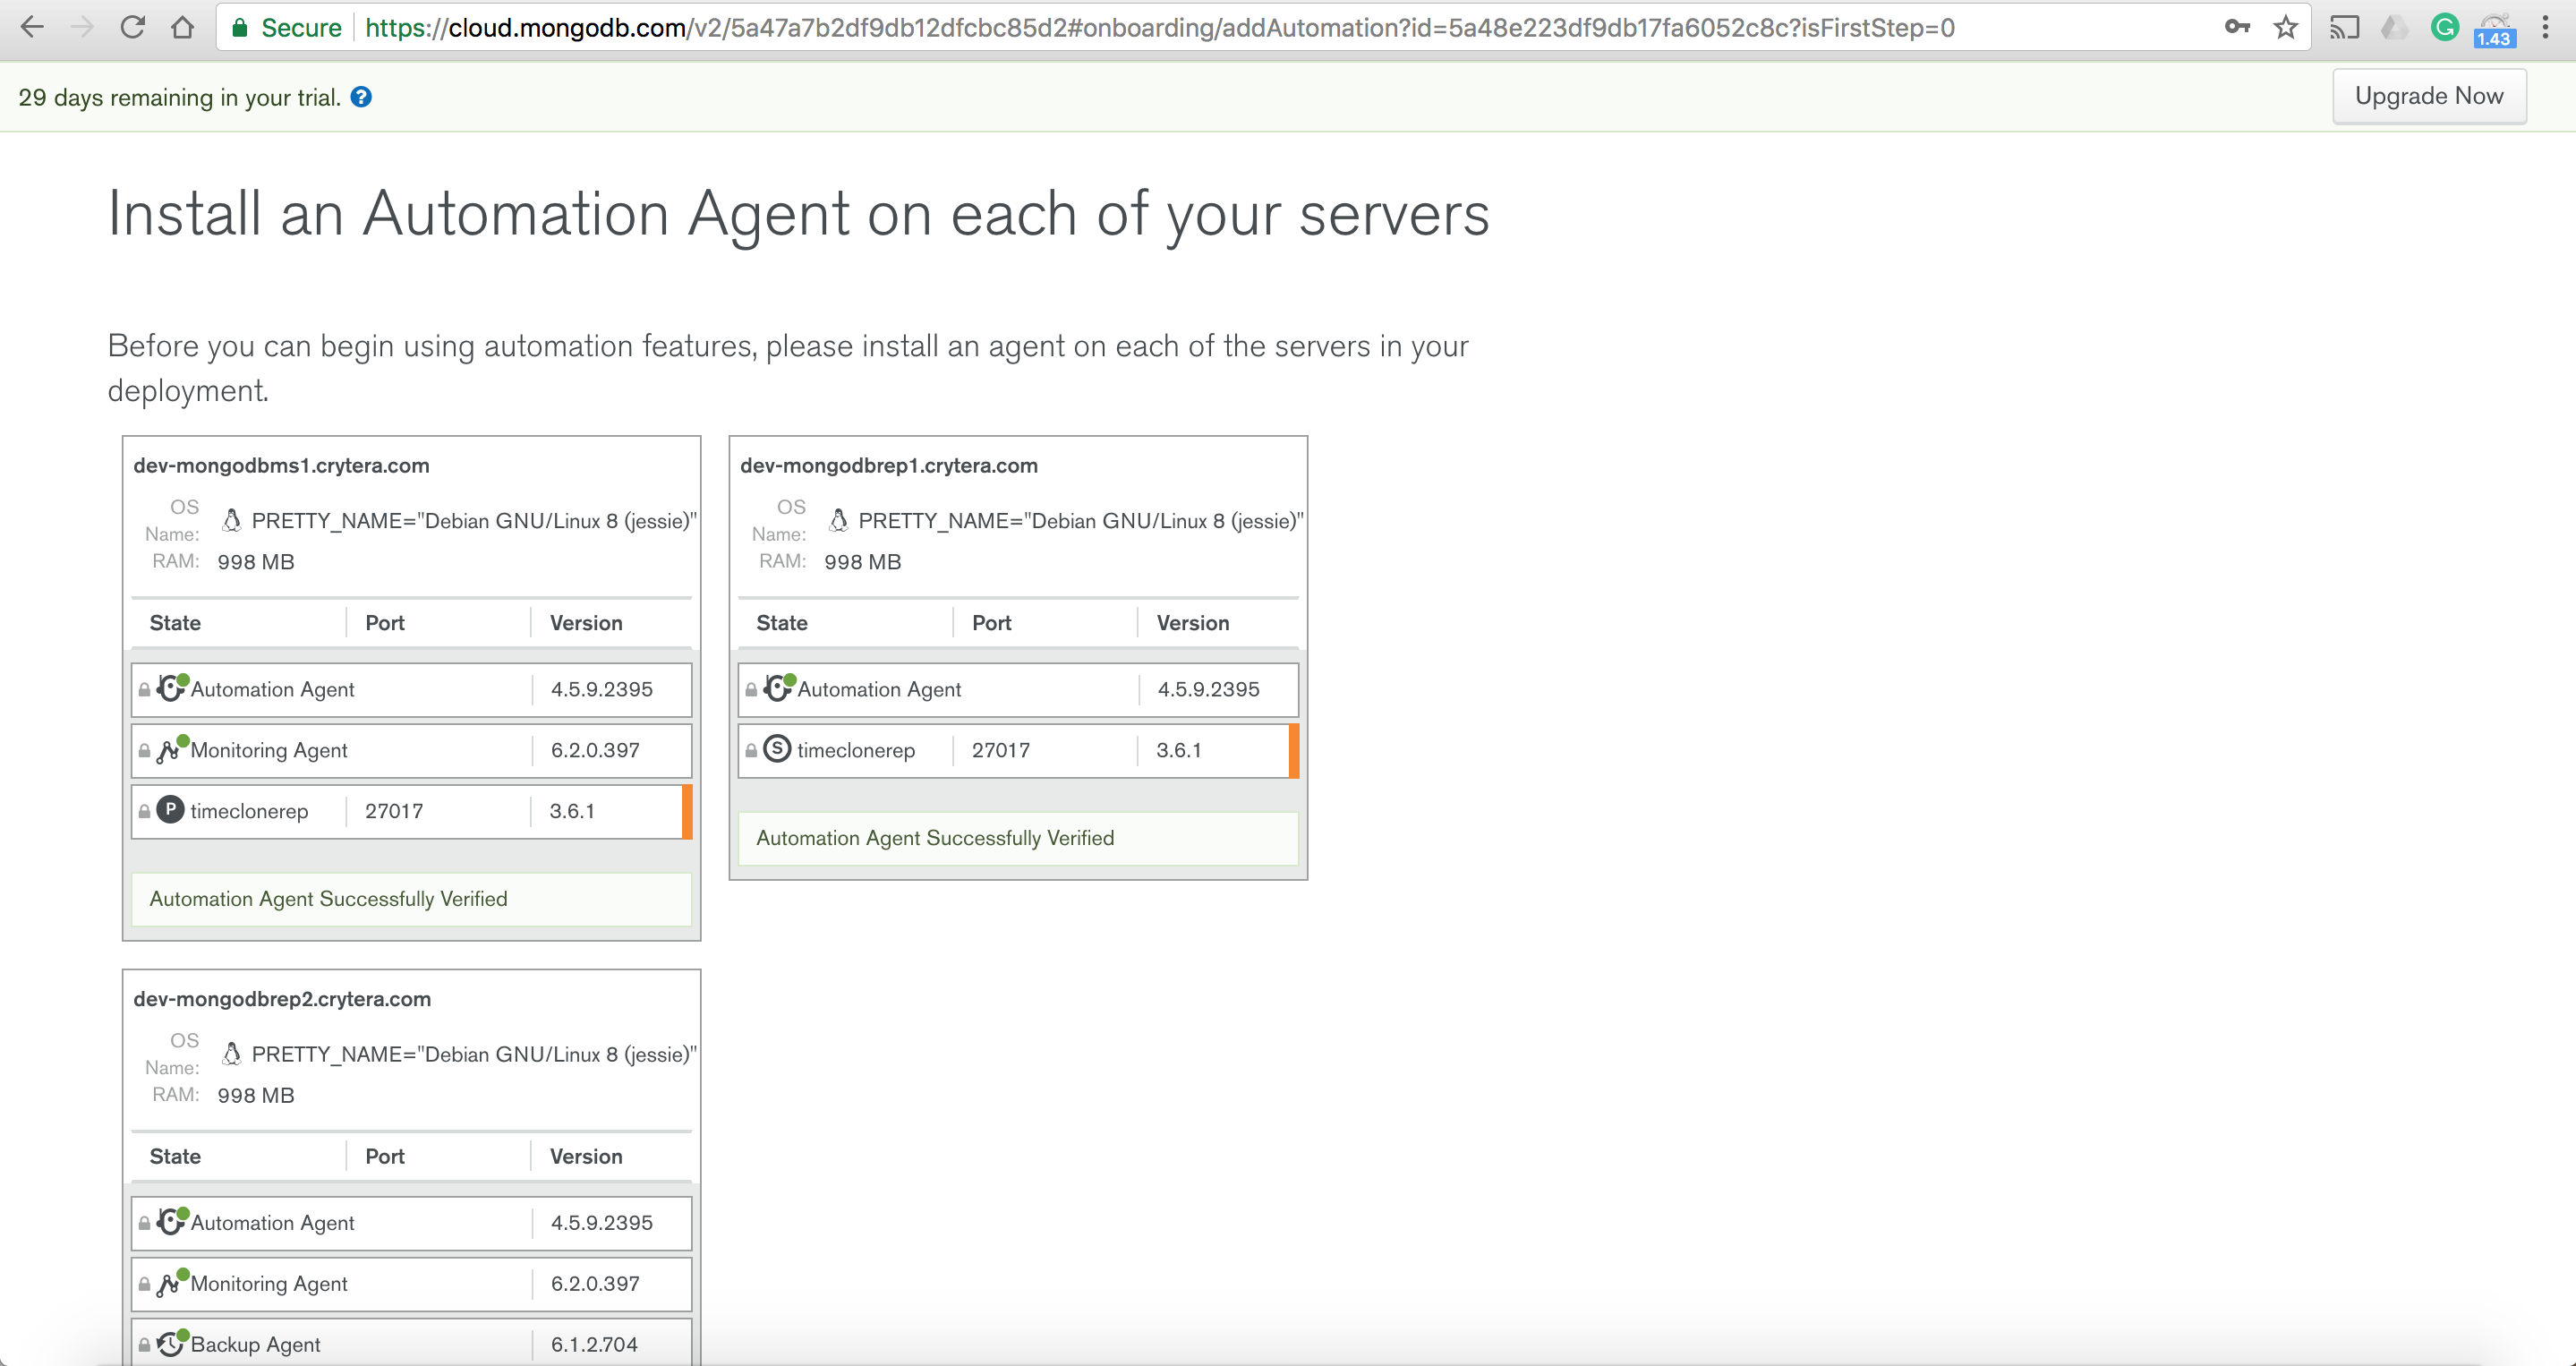 Secure https://cloud.mongodb.com/v2/5a47a7b2df9db12dfcbc85d2#onboarding/addAutomation?id=5a48e223df9db17fa6052c8c?isFirstStep=0
G
1.43
29 days remaining in your trial. ?
Upgrade Now
Install an Automation Agent on each of your servers
Before you can begin using automation features, please install an agent on each of the servers in your
deployment.
dev-mongodbms1.crytera.com
OS Name: PRETTY_NAME="Debian GNU/Linux 8 (jessie)"
RAM: 998 MB
State Port Version
Automation Agent 4.5.9.2395
Monitoring Agent 6.2.0.397
P timeclonerep 27017 3.6.1
Automation Agent Successfully Verified
dev-mongodbrep1.crytera.com
OS Name: PRETTY_NAME="Debian GNU/Linux 8 (jessie)"
RAM: 998 MB
State Port Version
Automation Agent 4.5.9.2395
S timeclonerep 27017 3.6.1
Automation Agent Successfully Verified
dev-mongodbrep2.crytera.com
OS Name: PRETTY_NAME="Debian GNU/Linux 8 (jessie)"
RAM: 998 MB
State Port Version
Automation Agent 4.5.9.2395
Monitoring Agent 6.2.0.397
Backup Agent 6.1.2.704